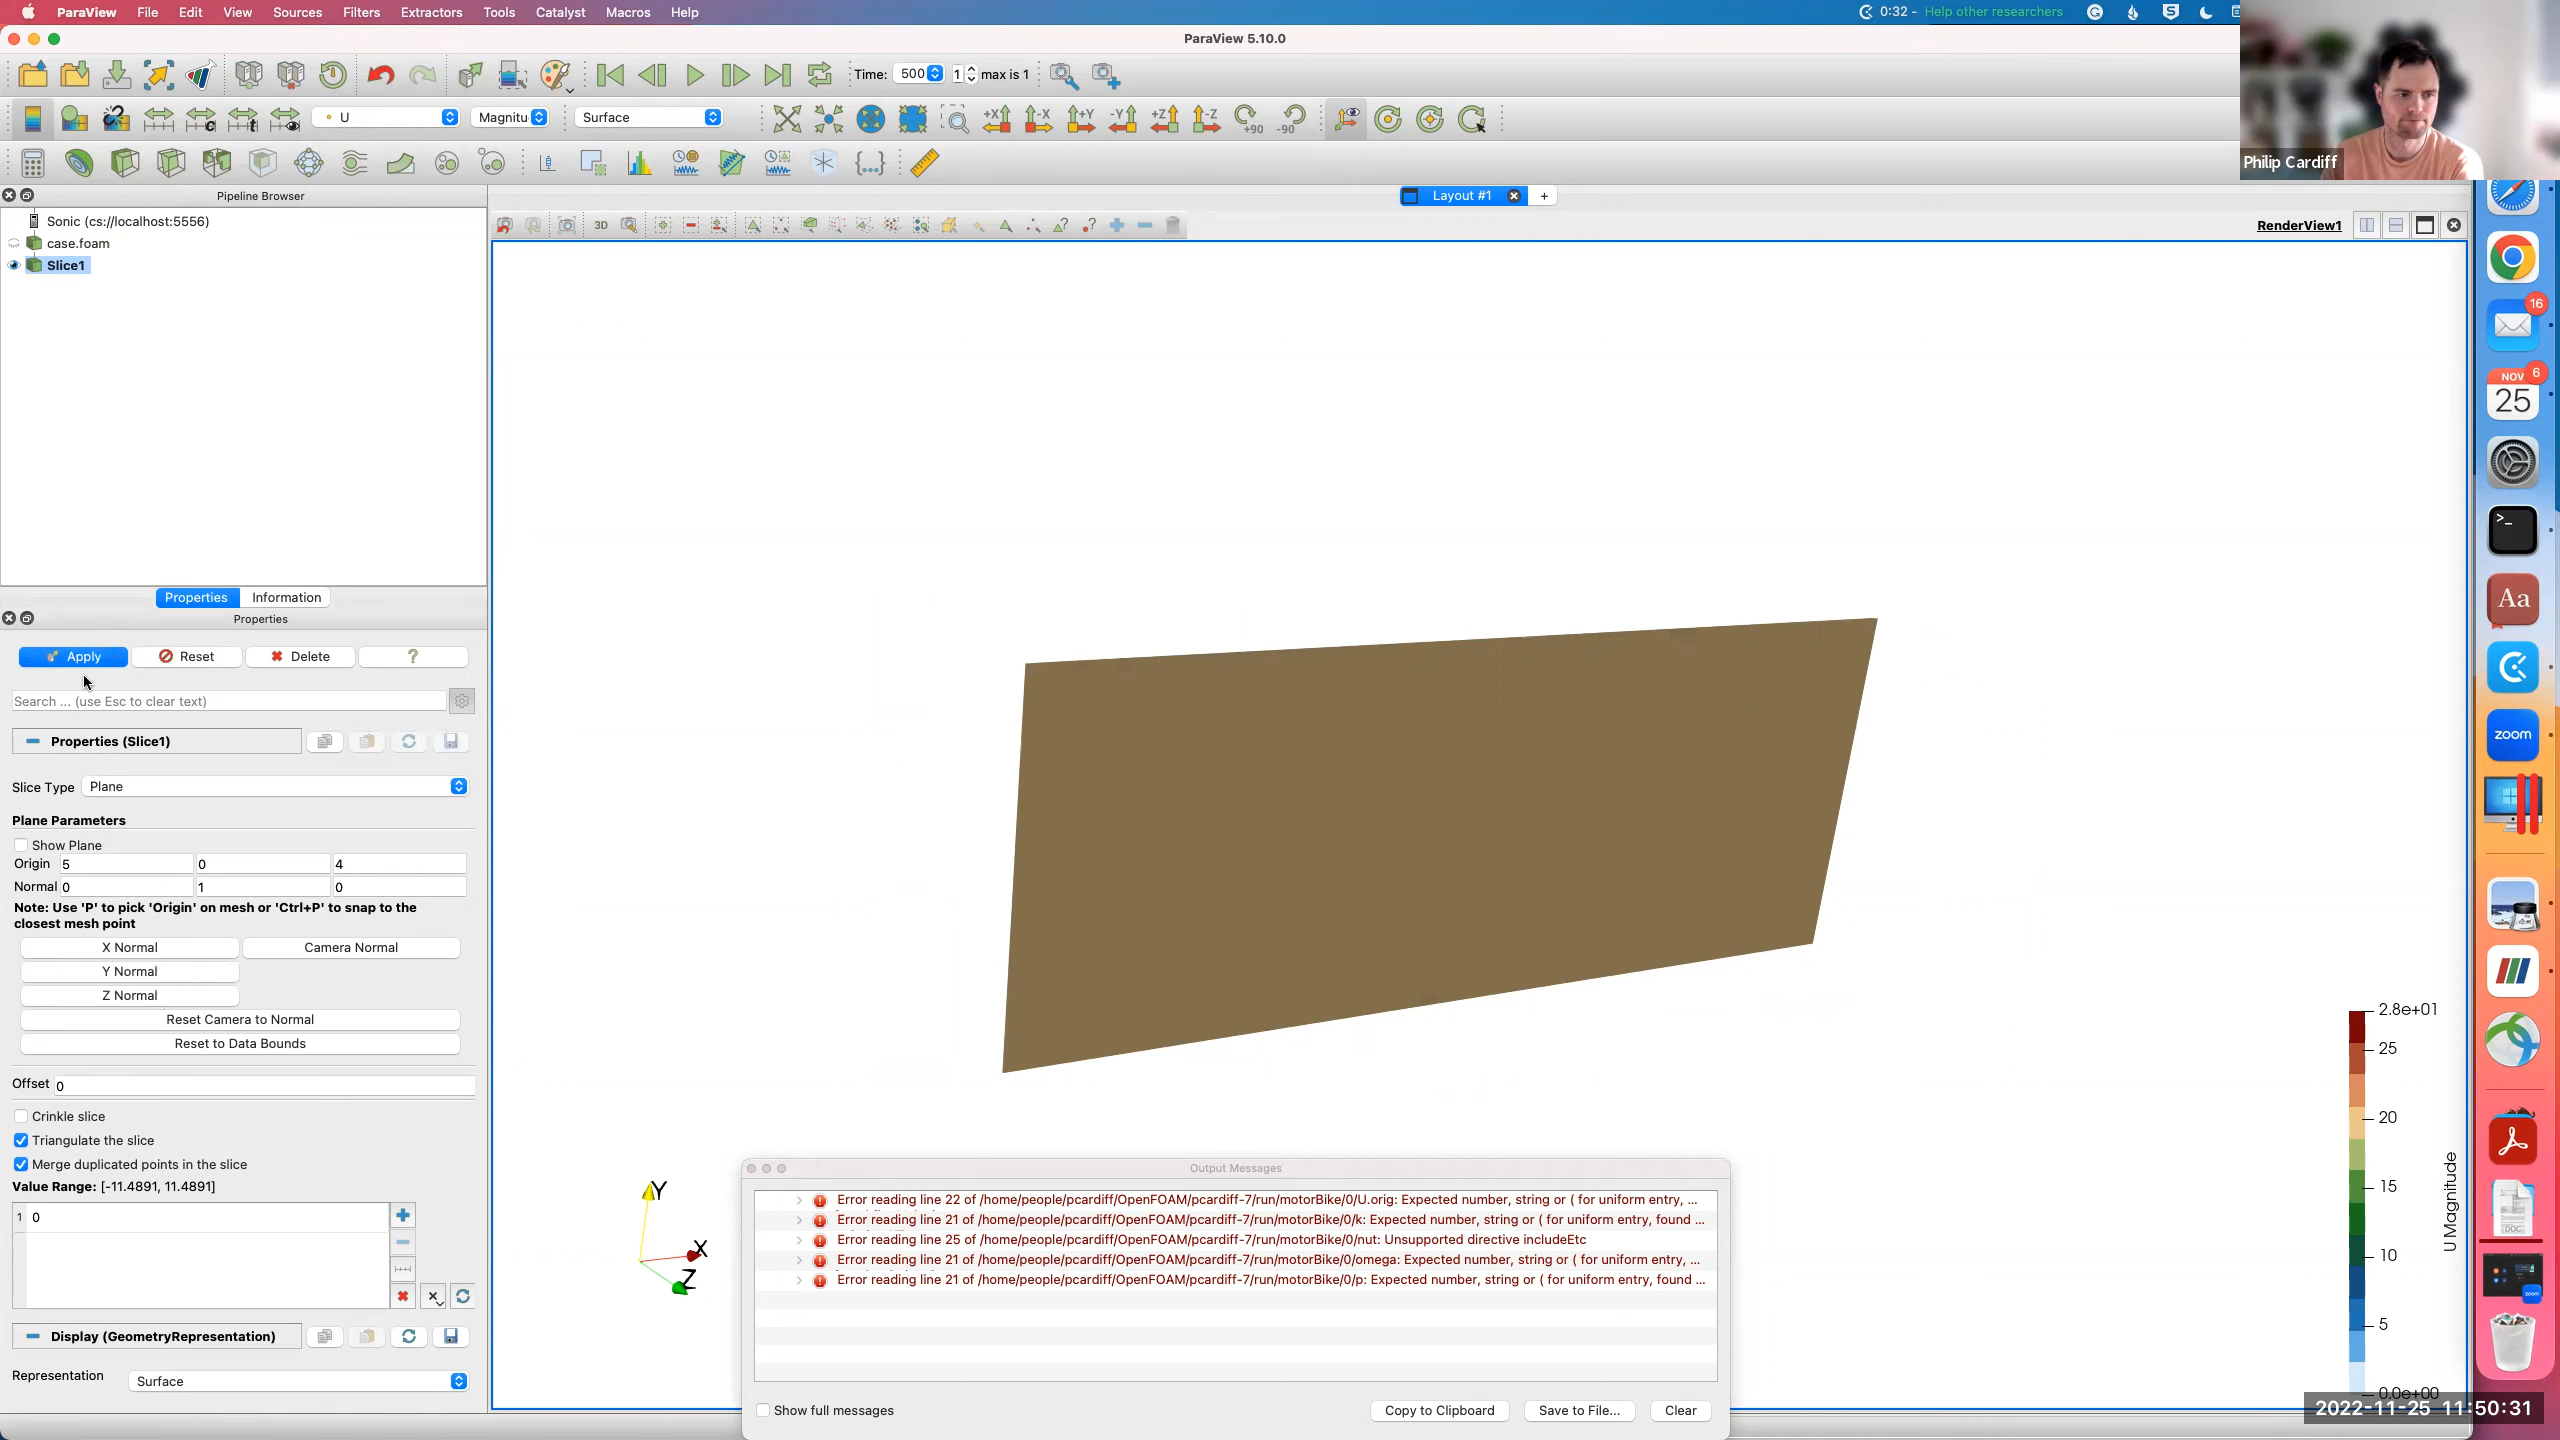 ParaView File Edit View Sources Filters Extractors Tools Catalyst Macros Help
0:32 - Help other researchers
ParaView 5.10.0
Time: 500 1 max is 1
U Magnitu Surface
+90 -90
Philip Cardiff
Pipeline Browser
Layout #1 +
Sonic (cs://localhost:5556)
case.foam
Slice1
3D
RenderView1
Properties Information
Properties
Apply Reset Delete ?
Search ... (use Esc to clear text)
Properties (Slice1)
Slice Type Plane
Plane Parameters
Show Plane
Origin 5 0 4
Normal 0 1 0
Note: Use 'P' to pick 'Origin' on mesh or 'Ctrl+P' to snap to the
closest mesh point
X Normal Camera Normal
Y Normal
Z Normal
Reset Camera to Normal
Reset to Data Bounds
Offset 0
Crinkle slice
Triangulate the slice
Merge duplicated points in the slice
Value Range: [-11.4891, 11.4891]
1 0
Display (GeometryRepresentation)
Representation Surface
Y
X
Z
Output Messages
Error reading line 22 of /home/people/pcardiff/OpenFOAM/pcardiff-7/run/motorBike/0/U.orig: Expected number, string or ( for uniform entry, ...
Error reading line 21 of /home/people/pcardiff/OpenFOAM/pcardiff-7/run/motorBike/0/k: Expected number, string or ( for uniform entry, found ...
Error reading line 25 of /home/people/pcardiff/OpenFOAM/pcardiff-7/run/motorBike/0/nut: Unsupported directive includeEtc
Error reading line 21 of /home/people/pcardiff/OpenFOAM/pcardiff-7/run/motorBike/0/omega: Expected number, string or ( for uniform entry, ...
Error reading line 21 of /home/people/pcardiff/OpenFOAM/pcardiff-7/run/motorBike/0/p: Expected number, string or ( for uniform entry, found ...
Show full messages
Copy to Clipboard Save to File... Clear
2.8e+01
25
20
15
10
5
0.0e+00
U Magnitude
16
6
NOV
25
>_
Aa
zoom
DOC
zoom
2022-11-25 11:50:31